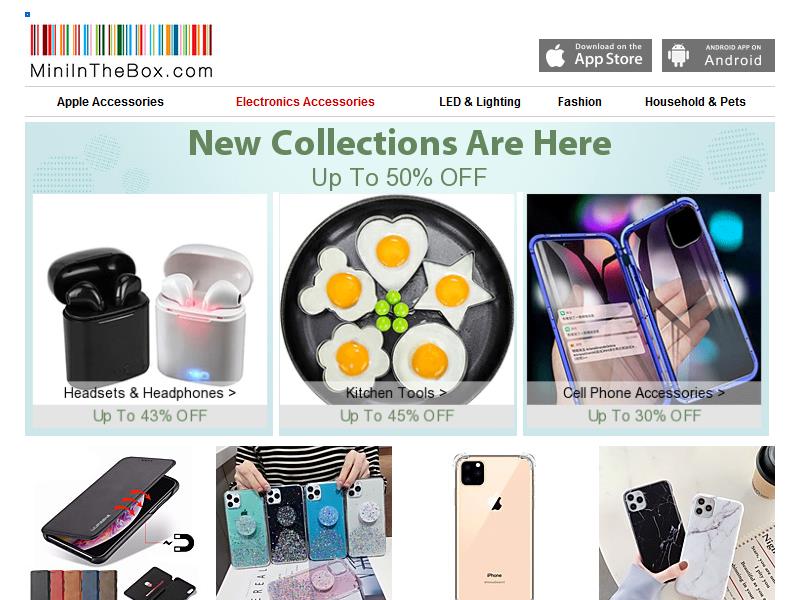 MiniInTheBox.com
Download on the
App Store
ANDROID APP ON
Android
Apple Accessories
Electronics Accessories
LED & Lighting
Fashion
Household & Pets
New Collections Are Here
Up To 50% OFF
Headsets & Headphones >
Kitchen Tools >
Cell Phone Accessories >
Up To 43% OFF
Up To 45% OFF
Up To 30% OFF
iPhone